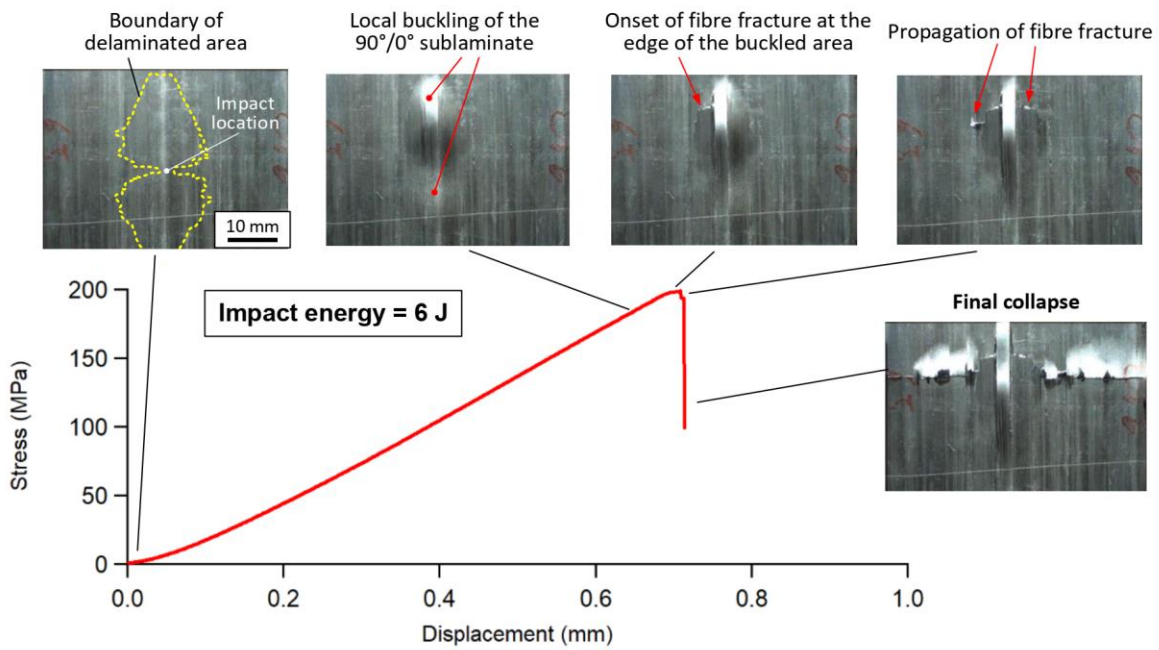 Boundary of
delaminated area
Local buckling of the
90°/0° sublaminate
Onset of fibre fracture at the
edge of the buckled area
Propagation of fibre fracture
Impact
location
10 mm
Impact energy = 6 J
Final collapse
Stress (MPa)
200
150
100
50
0
0.0
0.2
0.4
0.6
0.8
1.0
Displacement (mm)